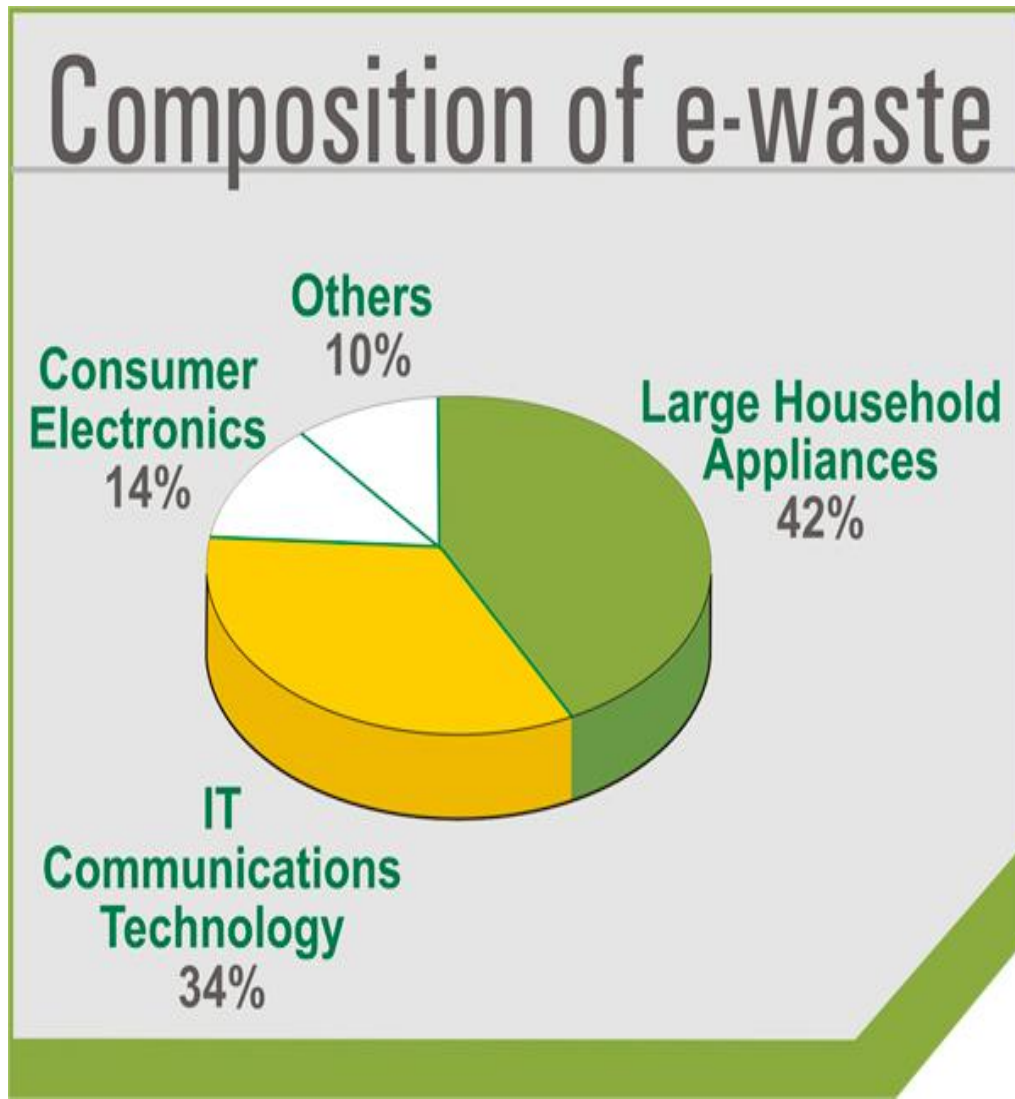 Composition of e-waste
Others
10%
Consumer
Electronics
14%
Large Household
Appliances
42%
IT
Communications
Technology
34%